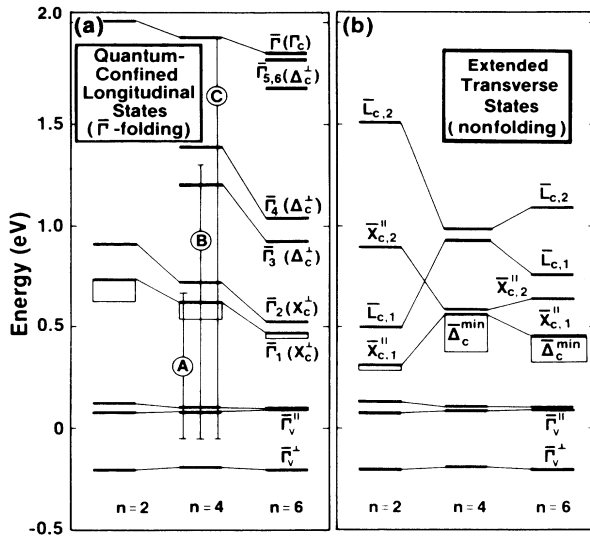 Energy (eV)
2.0
1.5
1.0
0.5
0
-0.5
(a)
Quantum-
Confined
Longitudinal
States
(Γ̄-folding)
Γ̄(Γc)
Γ̄5,6(Δc⊥)
Γ̄4(Δc⊥)
Γ̄3(Δc⊥)
Γ̄2(Xc⊥)
Γ̄1(Xc⊥)
Γ̄v∥
Γ̄v⊥
A
B
C
n=2
n=4
n=6
(b)
Extended
Transverse
States
(nonfolding)
L̄c,2
X̄c,2∥
L̄c,1
X̄c,1∥
Δ̄c min
L̄c,2
L̄c,1
X̄c,2∥
X̄c,1∥
Δ̄c min
Γ̄v∥
Γ̄v⊥
n=2
n=4
n=6